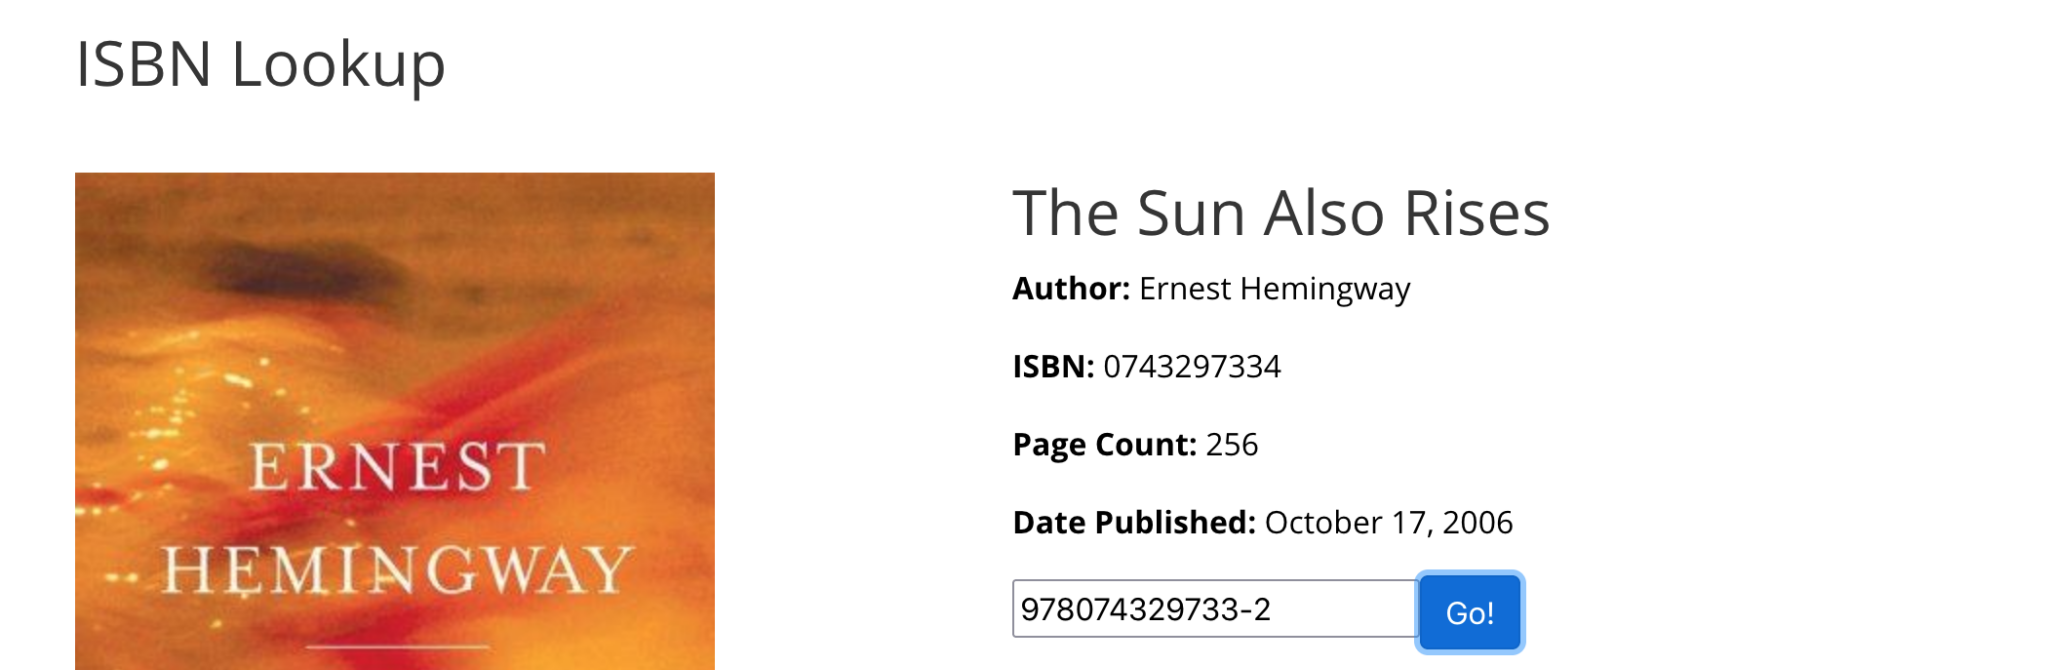 ISBN Lookup
ERNEST
HEMINGWAY
The Sun Also Rises
Author: Ernest Hemingway
ISBN: 0743297334
Page Count: 256
Date Published: October 17, 2006
978074329733-2
Go!